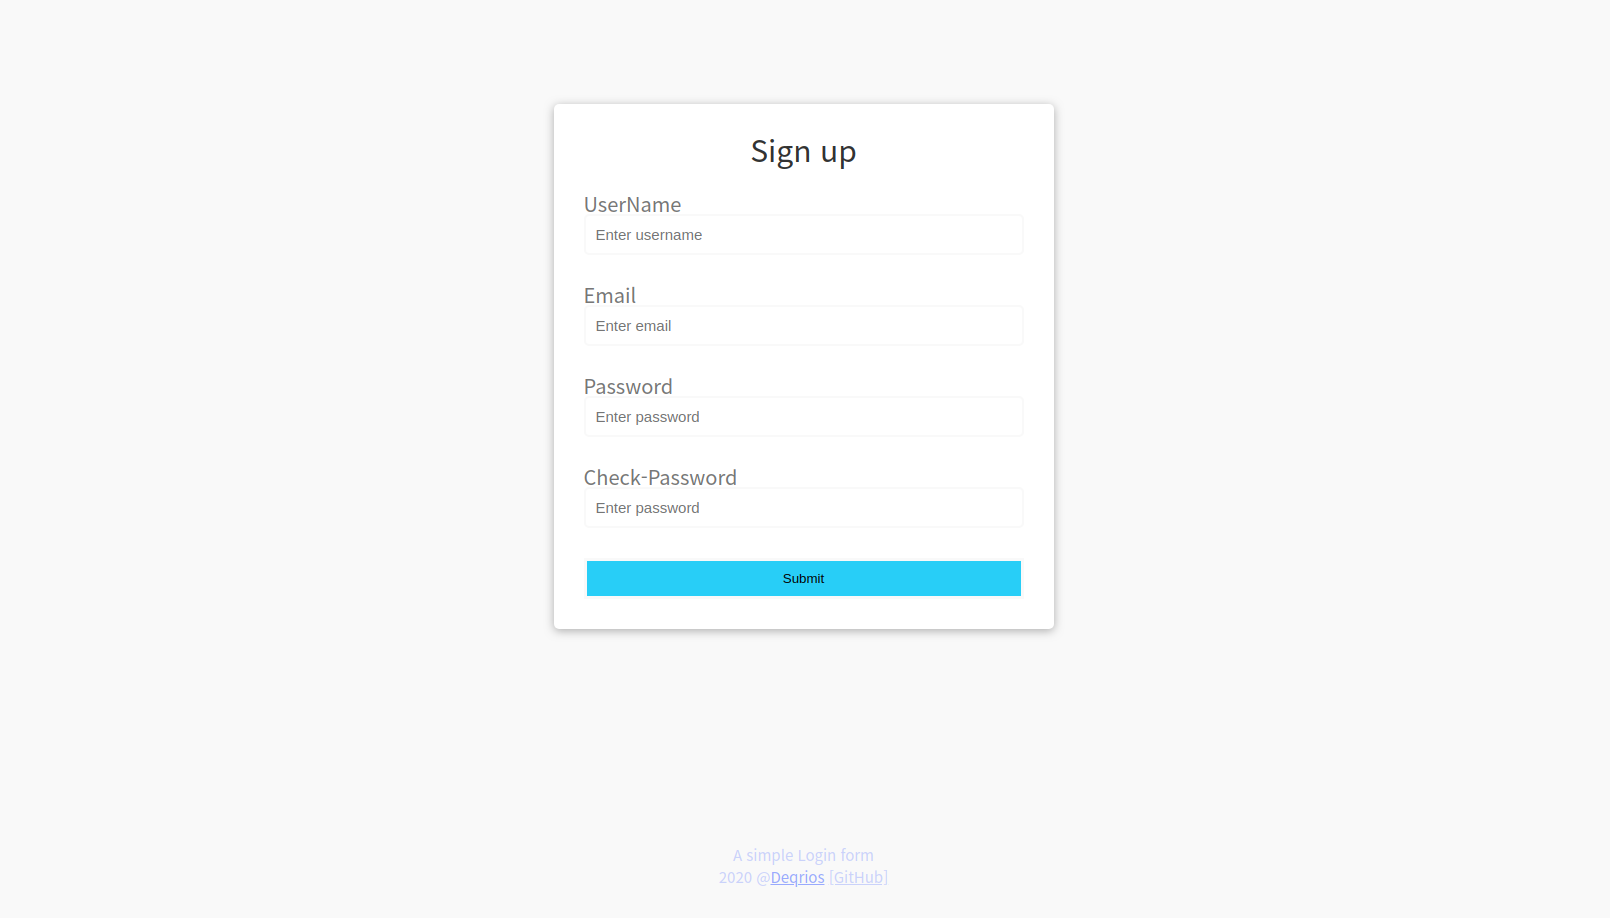 Sign up
UserName
Enter username
Email
Enter email
Password
Enter password
Check-Password
Enter password
Submit
A simple Login form
2020 @Deqrios [GitHub]